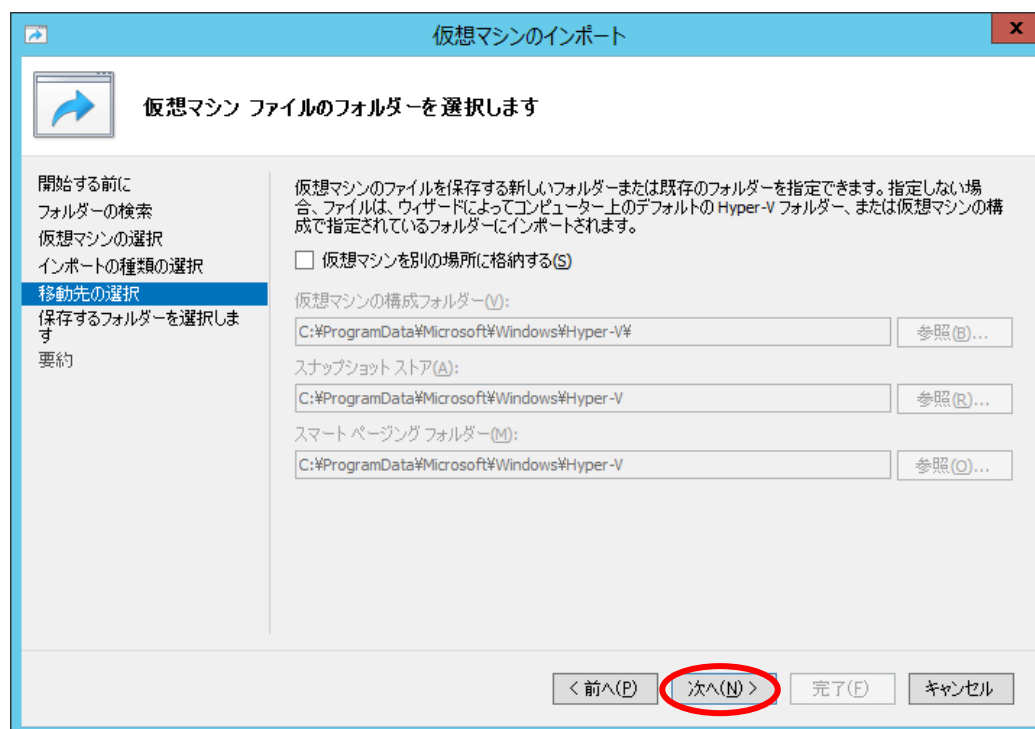 仮想マシンのインポート
x
仮想マシン ファイルのフォルダーを選択します
開始する前に
フォルダーの検索
仮想マシンの選択
インポートの種類の選択
移動先の選択
保存するフォルダーを選択しま
す
要約
仮想マシンのファイルを保存する新しいフォルダーまたは既存のフォルダーを指定できます。指定しない場
合、ファイルは、ウィザードによってコンピューター上のデフォルトの Hyper-V フォルダー、または仮想マシンの構
成で指定されているフォルダーにインポートされます。
仮想マシンを別の場所に格納する(S)
仮想マシンの構成フォルダー(V):
C:¥ProgramData¥Microsoft¥Windows¥Hyper-V¥ 参照(B)...
スナップショット ストア(A):
C:¥ProgramData¥Microsoft¥Windows¥Hyper-V 参照(R)...
スマート ページング フォルダー(M):
C:¥ProgramData¥Microsoft¥Windows¥Hyper-V 参照(O)...
< 前へ(P) 次へ(N) > 完了(F) キャンセル